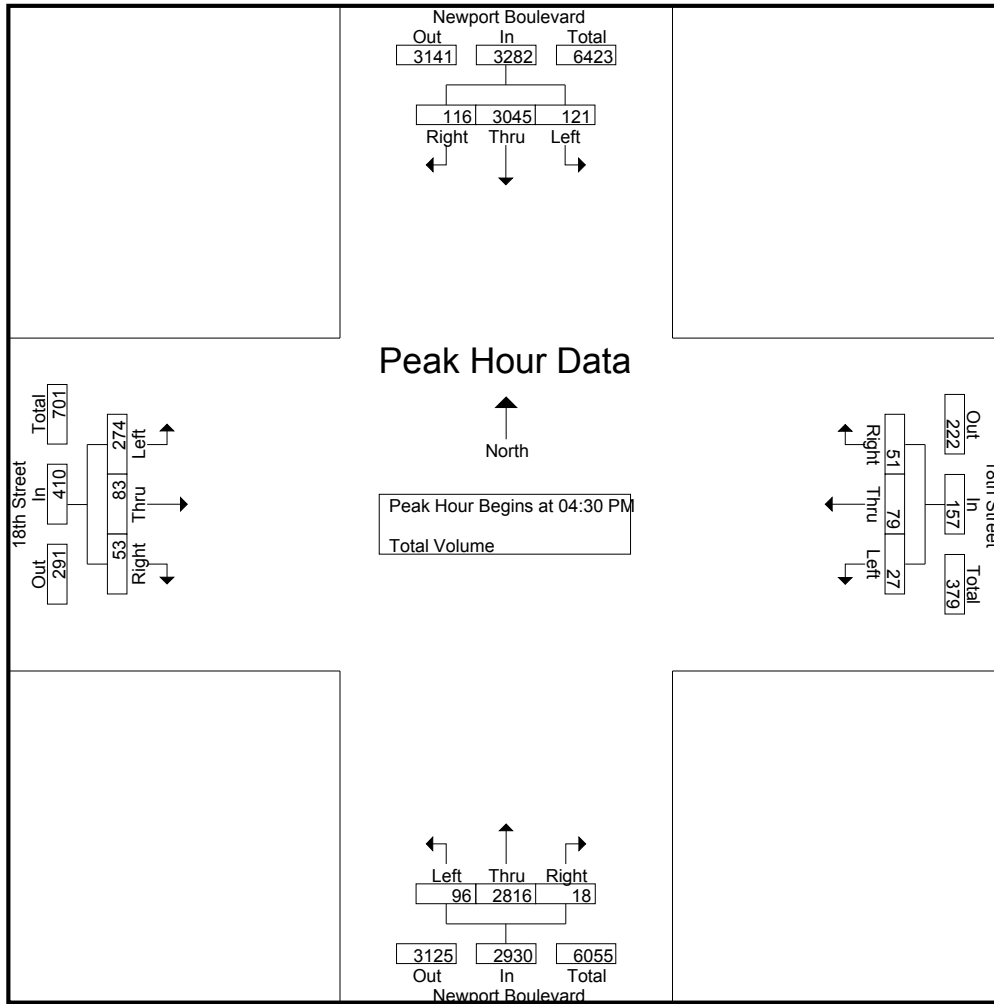 Newport Boulevard
Out In Total
3141 3282 6423
116 3045 121
Right Thru Left
Peak Hour Data
North
Peak Hour Begins at 04:30 PM
Total Volume
18th Street
Out In Total
291 410 701
Right Thru Left
53 83 274
18th Street
Out In Total
222 157 379
Right Thru Left
51 79 27
Left Thru Right
96 2816 18
3125 2930 6055
Out In Total
Newport Boulevard